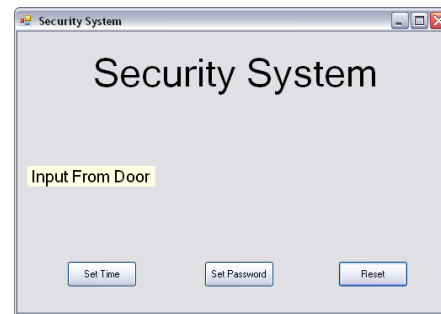 Security System
Security System
Input From Door
Set Time Set Password Reset